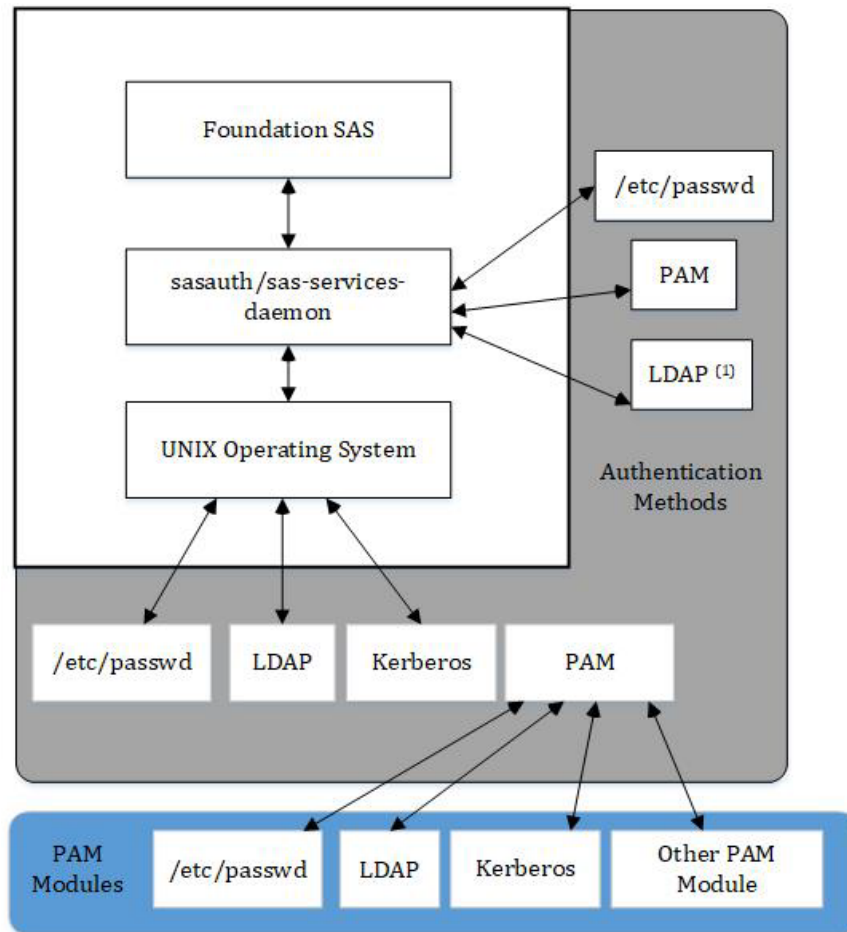 Foundation SAS
/etc/passwd
sasauth/sas-services-
daemon
PAM
LDAP (1)
UNIX Operating System
Authentication
Methods
/etc/passwd
LDAP
Kerberos
PAM
PAM
Modules
/etc/passwd
LDAP
Kerberos
Other PAM
Module